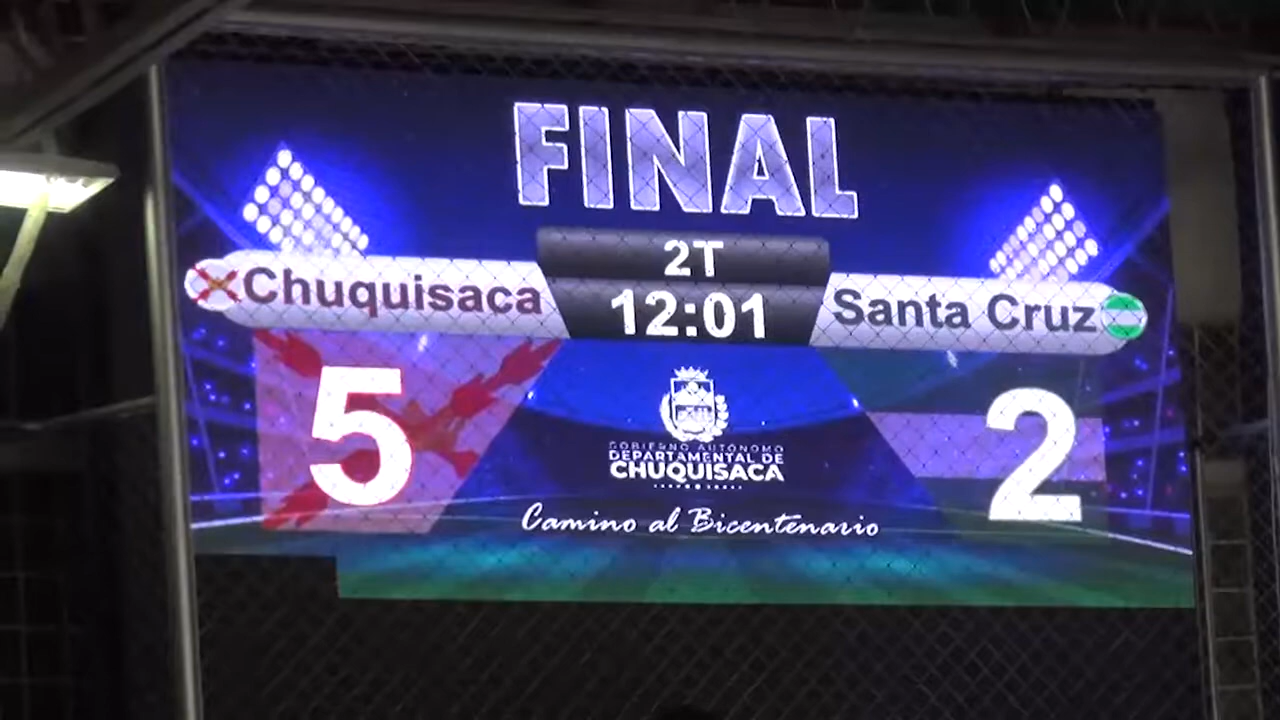 FINAL
2T
Chuquisaca
12:01
Santa Cruz
5
2
GOBIERNO AUTÓNOMO
DEPARTAMENTAL DE
CHUQUISACA
Camino al Bicentenario